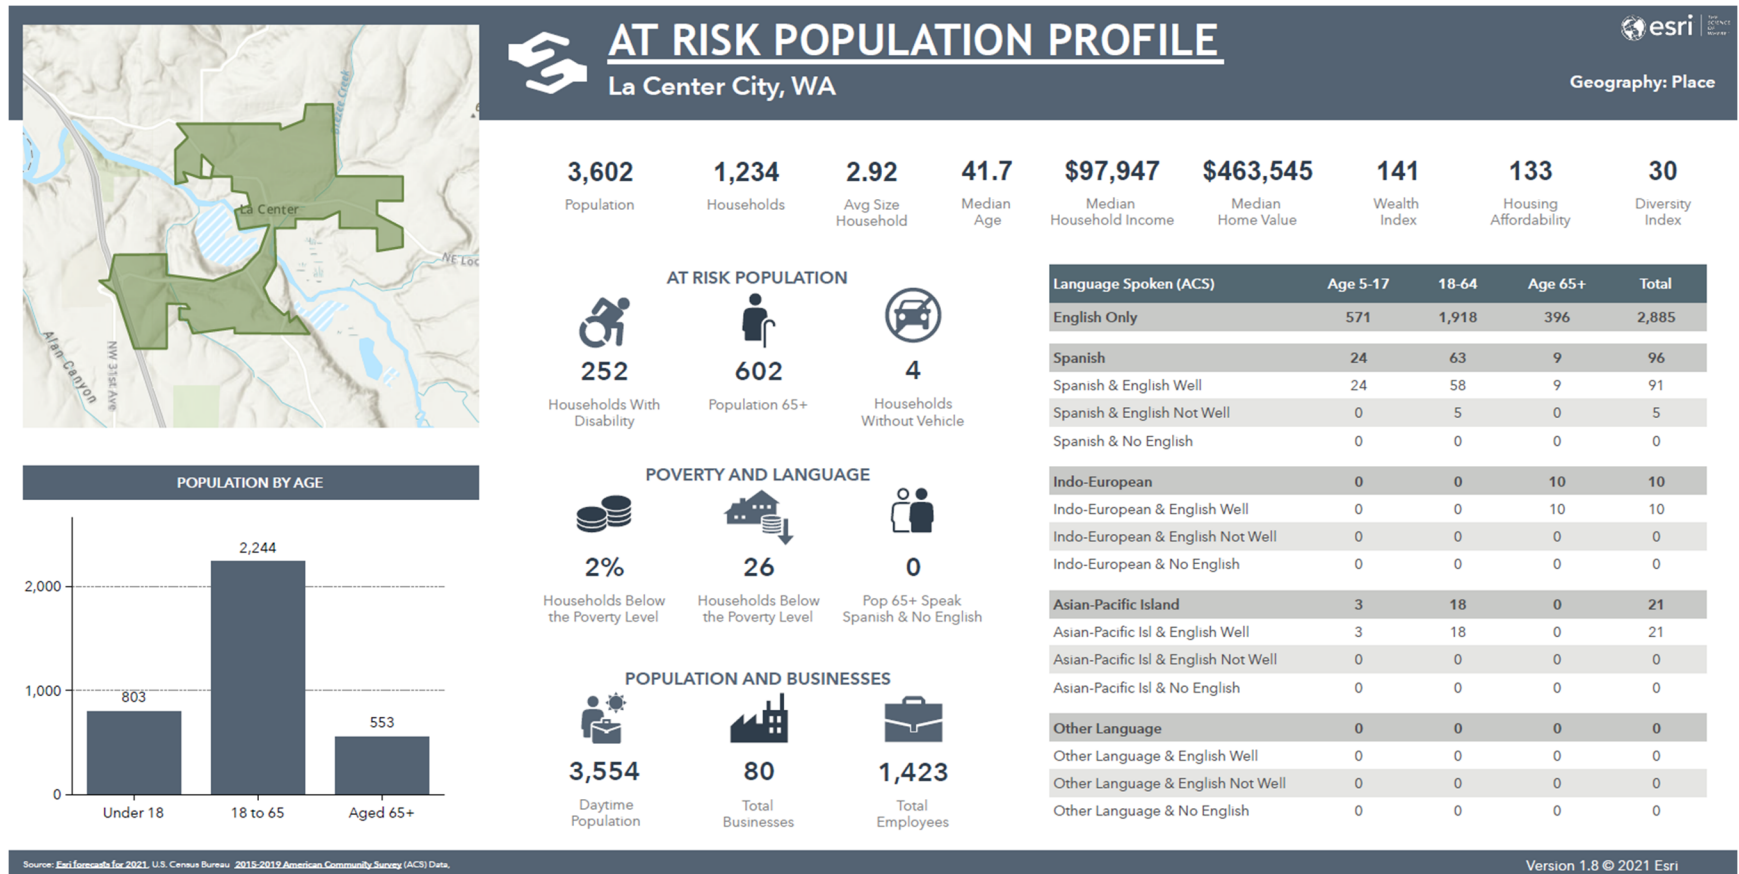 AT RISK POPULATION PROFILE
La Center City, WA
esri
THE
SCIENCE
OF
WHERE
Geography: Place
La Center
NE Loc
Alan Canyon
NW 31st Ave
3,602
Population
1,234
Households
2.92
Avg Size
Household
41.7
Median
Age
$97,947
Median
Household Income
$463,545
Median
Home Value
141
Wealth
Index
133
Housing
Affordability
30
Diversity
Index
AT RISK POPULATION
252
Households With
Disability
602
Population 65+
4
Households
Without Vehicle
POVERTY AND LANGUAGE
2%
Households Below
the Poverty Level
26
Households Below
the Poverty Level
0
Pop 65+ Speak
Spanish & No English
POPULATION AND BUSINESSES
3,554
Daytime
Population
80
Total
Businesses
1,423
Total
Employees
POPULATION BY AGE
2,000
1,000
0
803
2,244
553
Under 18
18 to 65
Aged 65+
Language Spoken (ACS) Age 5-17 18-64 Age 65+ Total
English Only 571 1,918 396 2,885
Spanish 24 63 9 96
Spanish & English Well 24 58 9 91
Spanish & English Not Well 0 5 0 5
Spanish & No English 0 0 0 0
Indo-European 0 0 10 10
Indo-European & English Well 0 0 10 10
Indo-European & English Not Well 0 0 0 0
Indo-European & No English 0 0 0 0
Asian-Pacific Island 3 18 0 21
Asian-Pacific Isl & English Well 3 18 0 21
Asian-Pacific Isl & English Not Well 0 0 0 0
Asian-Pacific Isl & No English 0 0 0 0
Other Language 0 0 0 0
Other Language & English Well 0 0 0 0
Other Language & English Not Well 0 0 0 0
Other Language & No English 0 0 0 0
Source: Esri forecasts for 2021, U.S. Census Bureau 2015-2019 American Community Survey (ACS) Data,
Version 1.8 © 2021 Esri